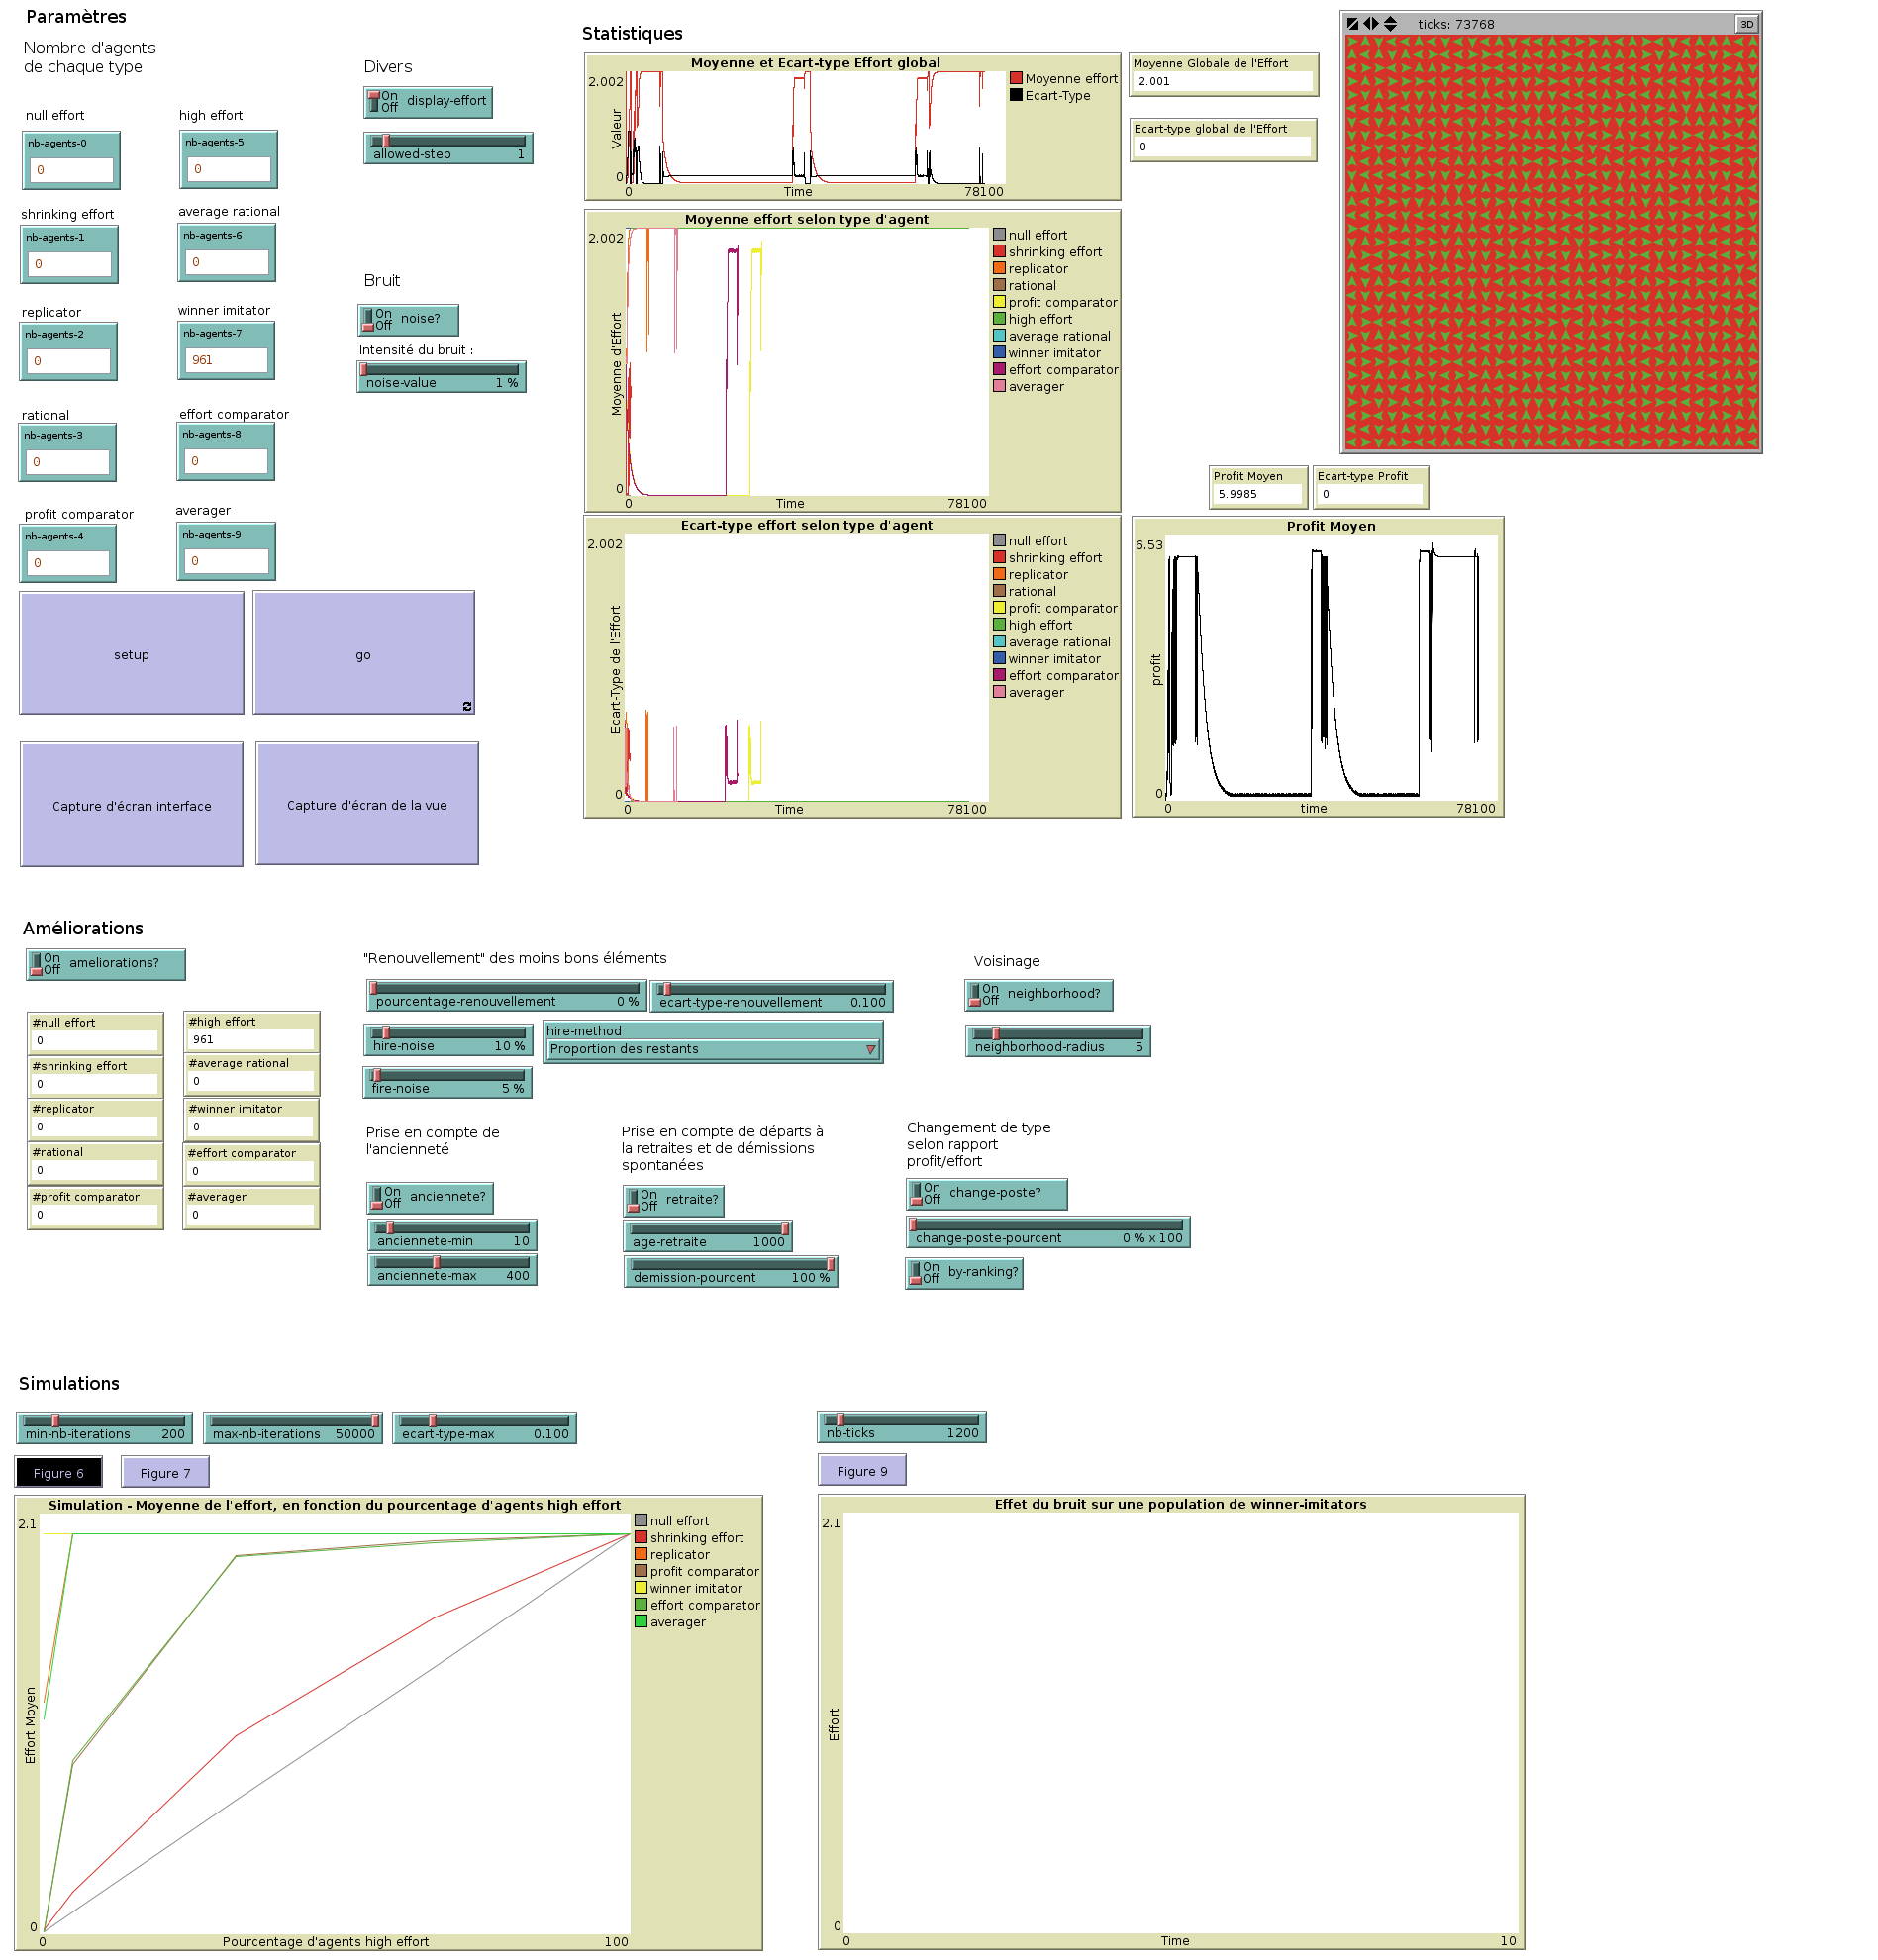 Paramètres
Nombre d'agents
de chaque type
null effort
high effort
nb-agents-0
0
nb-agents-5
0
shrinking effort
average rational
nb-agents-1
0
nb-agents-6
0
replicator
winner imitator
nb-agents-2
0
nb-agents-7
961
rational
effort comparator
nb-agents-3
0
nb-agents-8
0
profit comparator
averager
nb-agents-4
0
nb-agents-9
0
setup
go
Capture d'écran interface
Capture d'écran de la vue
Divers
On
Off
display-effort
allowed-step 1
Bruit
On
Off
noise?
Intensité du bruit :
noise-value 1 %
Statistiques
Moyenne et Ecart-type Effort global
2.002
Valeur
0
0 Time 78100
Moyenne effort
Ecart-Type
Moyenne Globale de l'Effort
2.001
Ecart-type global de l'Effort
0
Moyenne effort selon type d'agent
2.002
Moyenne d'Effort
0
0 Time 78100
null effort
shrinking effort
replicator
rational
profit comparator
high effort
average rational
winner imitator
effort comparator
averager
Ecart-type effort selon type d'agent
2.002
Ecart-Type de l'Effort
0
0 Time 78100
null effort
shrinking effort
replicator
rational
profit comparator
high effort
average rational
winner imitator
effort comparator
averager
ticks: 73768
3D
Profit Moyen
5.9985
Ecart-type Profit
0
Profit Moyen
6.53
profit
0
0 time 78100
Améliorations
On
Off
ameliorations?
#null effort
0
#high effort
961
#shrinking effort
0
#average rational
0
#replicator
0
#winner imitator
0
#rational
0
#effort comparator
0
#profit comparator
0
#averager
0
"Renouvellement" des moins bons éléments
pourcentage-renouvellement 0 %
ecart-type-renouvellement 0.100
hire-noise 10 %
hire-method
Proportion des restants
fire-noise 5 %
Voisinage
On
Off
neighborhood?
neighborhood-radius 5
Prise en compte de
l'ancienneté
On
Off
anciennete?
anciennete-min 10
anciennete-max 400
Prise en compte de départs à
la retraites et de démissions
spontanées
On
Off
retraite?
age-retraite 1000
demission-pourcent 100 %
Changement de type
selon rapport
profit/effort
On
Off
change-poste?
change-poste-pourcent 0 % x 100
On
Off
by-ranking?
Simulations
min-nb-iterations 200
max-nb-iterations 50000
ecart-type-max 0.100
Figure 6
Figure 7
Simulation - Moyenne de l'effort, en fonction du pourcentage d'agents high effort
2.1
Effort Moyen
0
0 Pourcentage d'agents high effort 100
null effort
shrinking effort
replicator
profit comparator
winner imitator
effort comparator
averager
nb-ticks 1200
Figure 9
Effet du bruit sur une population de winner-imitators
2.1
Effort
0
0 Time 10